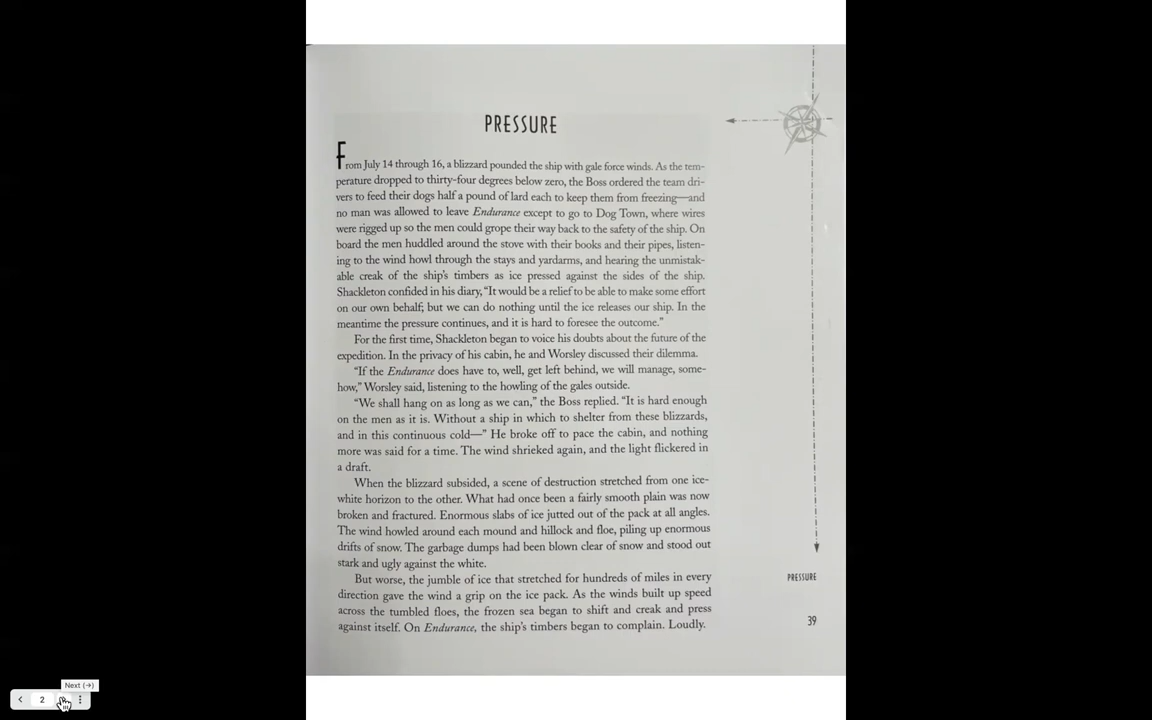 PRESSURE
From July 14 through 16, a blizzard pounded the ship with gale force winds. As the tem-
perature dropped to thirty-four degrees below zero, the Boss ordered the team dri-
vers to feed their dogs half a pound of lard each to keep them from freezing—and
no man was allowed to leave Endurance except to go to Dog Town, where wires
were rigged up so the men could grope their way back to the safety of the ship. On
board the men huddled around the stove with their books and their pipes, listen-
ing to the wind howl through the stays and yardarms, and hearing the unmistak-
able creak of the ship's timbers as ice pressed against the sides of the ship.
Shackleton confided in his diary, “It would be a relief to be able to make some effort
on our own behalf; but we can do nothing until the ice releases our ship. In the
meantime the pressure continues, and it is hard to foresee the outcome.”
For the first time, Shackleton began to voice his doubts about the future of the
expedition. In the privacy of his cabin, he and Worsley discussed their dilemma.
“If the Endurance does have to, well, get left behind, we will manage, some-
how,” Worsley said, listening to the howling of the gales outside.
“We shall hang on as long as we can,” the Boss replied. “It is hard enough
on the men as it is. Without a ship in which to shelter from these blizzards,
and in this continuous cold—” He broke off to pace the cabin, and nothing
more was said for a time. The wind shrieked again, and the light flickered in
a draft.
When the blizzard subsided, a scene of destruction stretched from one ice-
white horizon to the other. What had once been a fairly smooth plain was now
broken and fractured. Enormous slabs of ice jutted out of the pack at all angles.
The wind howled around each mound and hillock and floe, piling up enormous
drifts of snow. The garbage dumps had been blown clear of snow and stood out
stark and ugly against the white.
But worse, the jumble of ice that stretched for hundreds of miles in every
direction gave the wind a grip on the ice pack. As the winds built up speed
across the tumbled floes, the frozen sea began to shift and creak and press
against itself. On Endurance, the ship's timbers began to complain. Loudly.
PRESSURE
39
Next (→)
2